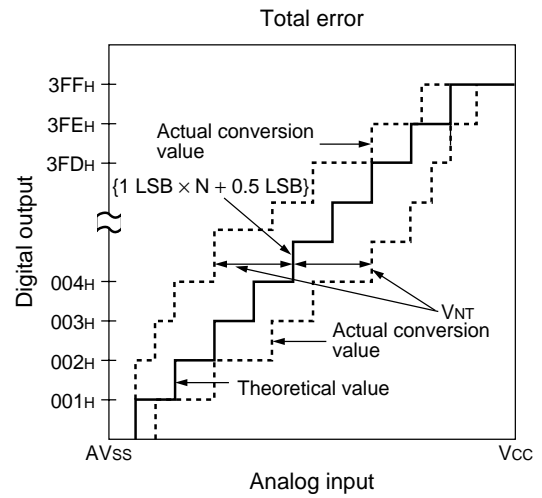 Total error
3FFH
3FEH
3FDH
Actual conversion
value
{1 LSB × N + 0.5 LSB}
Digital output
004H
003H
002H
001H
VNT
Actual conversion
value
Theoretical value
AVSS
VCC
Analog input